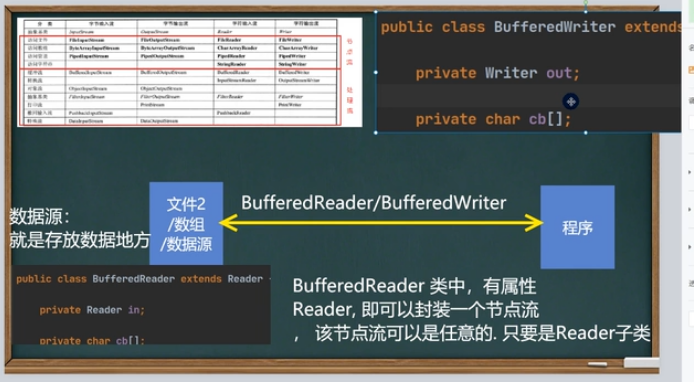 分 类 字节输入流 字节输出流 字符输入流 字符输出流
抽象基类 InputStream OutputStream Reader Writer
访问文件 FileInputStream FileOutputStream FileReader FileWriter
访问数组 ByteArrayInputStream ByteArrayOutputStream CharArrayReader CharArrayWriter
访问管道 PipedInputStream PipedOutputStream PipedReader PipedWriter
访问字符串 StringReader StringWriter
缓冲流 BufferedInputStream BufferedOutputStream BufferedReader BufferedWriter
转换流 InputStreamReader OutputStreamWriter
对象流 ObjectInputStream ObjectOutputStream
抽象基类 FilterInputStream FilterOutputStream FilterReader FilterWriter
打印流 PrintStream PrintWriter
推回输入流 PushbackInputStream PushbackReader
特殊流 DataInputStream DataOutputStream
节点流
处理流
public class BufferedWriter extends
private Writer out;
private char cb[];
数据源：
就是存放数据地方
文件2
/数组
/数据源
BufferedReader/BufferedWriter
程序
public class BufferedReader extends Reader
private Reader in;
private char cb[];
BufferedReader 类中，有属性
Reader, 即可以封装一个节点流
， 该节点流可以是任意的. 只要是Reader子类